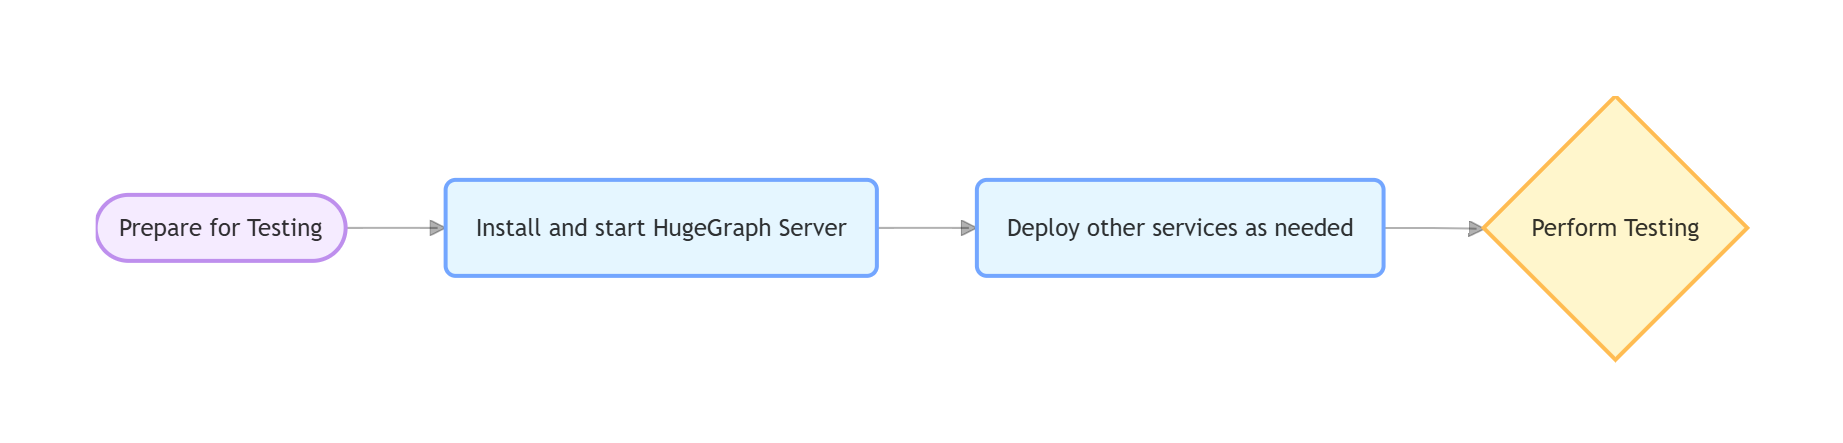 Prepare for Testing
Install and start HugeGraph Server
Deploy other services as needed
Perform Testing